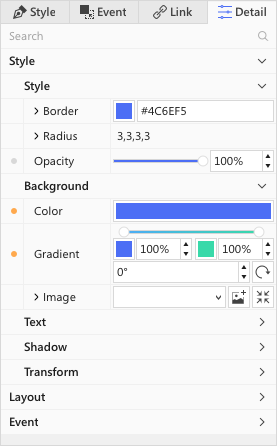 Style Event Link Detail
Search
Style
Style
Border #4C6EF5
Radius 3,3,3,3
Opacity 100%
Background
Color
Gradient 100% 100%
0°
Image
Text
Shadow
Transform
Layout
Event